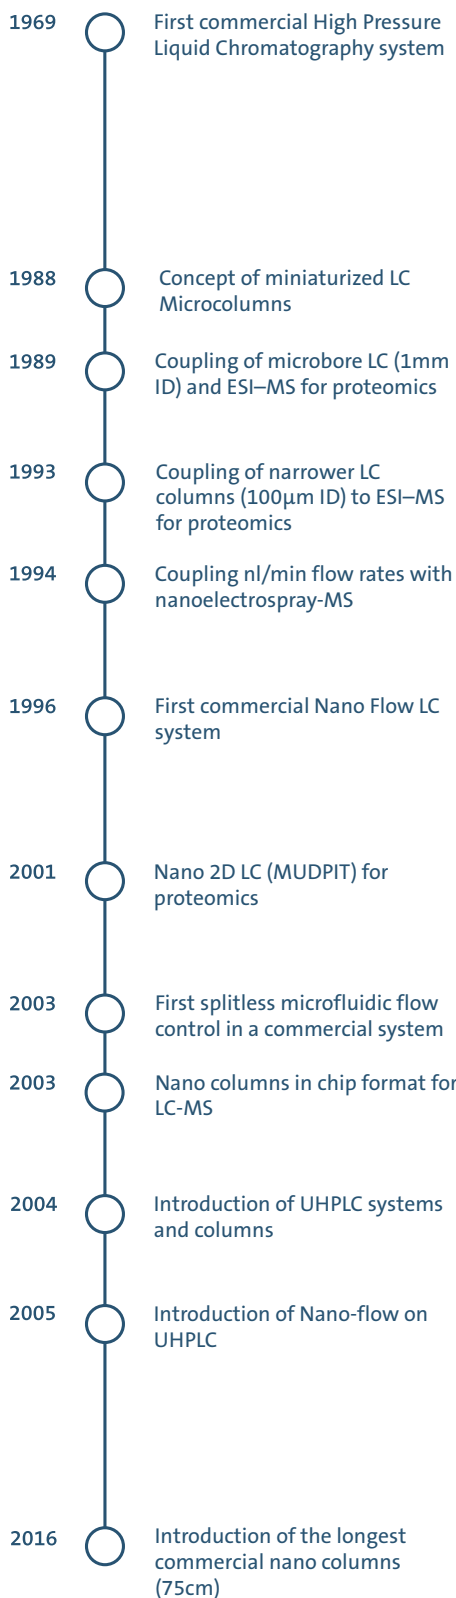 1969
First commercial High Pressure
Liquid Chromatography system
1988
Concept of miniaturized LC
Microcolumns
1989
Coupling of microbore LC (1mm
ID) and ESI–MS for proteomics
1993
Coupling of narrower LC
columns (100µm ID) to ESI–MS
for proteomics
1994
Coupling nl/min flow rates with
nanoelectrospray-MS
1996
First commercial Nano Flow LC
system
2001
Nano 2D LC (MUDPIT) for
proteomics
2003
First splitless microfluidic flow
control in a commercial system
2003
Nano columns in chip format for
LC-MS
2004
Introduction of UHPLC systems
and columns
2005
Introduction of Nano-flow on
UHPLC
2016
Introduction of the longest
commercial nano columns
(75cm)